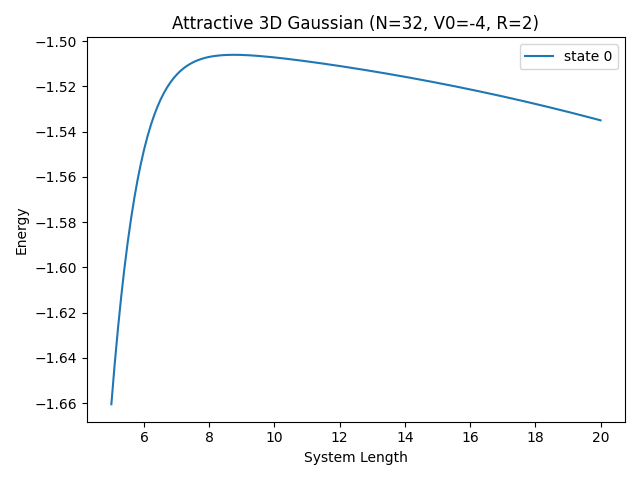 Attractive 3D Gaussian (N=32, V0=-4, R=2)
state 0
Energy
−1.50
−1.52
−1.54
−1.56
−1.58
−1.60
−1.62
−1.64
−1.66
6 8 10 12 14 16 18 20
System Length